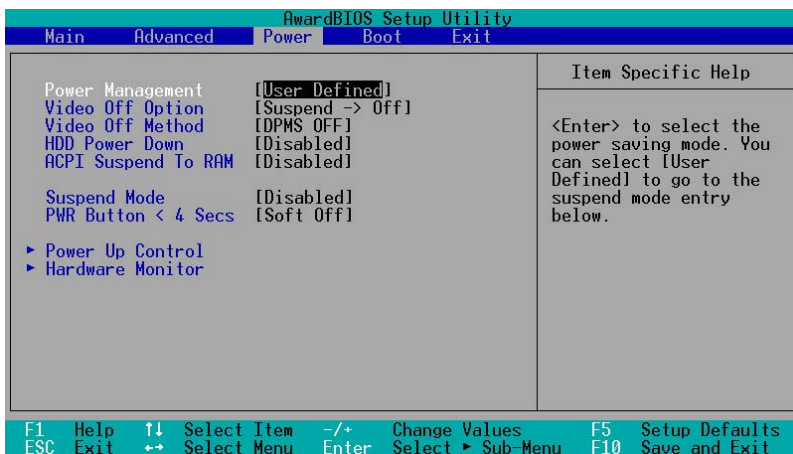 AwardBIOS Setup Utility
Main Advanced Power Boot Exit
Power Management [User Defined]
Video Off Option [Suspend -> Off]
Video Off Method [DPMS OFF]
HDD Power Down [Disabled]
ACPI Suspend To RAM [Disabled]
Suspend Mode [Disabled]
PWR Button < 4 Secs [Soft Off]
► Power Up Control
► Hardware Monitor
Item Specific Help
<Enter> to select the
power saving mode. You
can select [User
Defined] to go to the
suspend mode entry
below.
F1 Help ↑↓ Select Item -/+ Change Values F5 Setup Defaults
ESC Exit ↔ Select Menu Enter Select ► Sub-Menu F10 Save and Exit